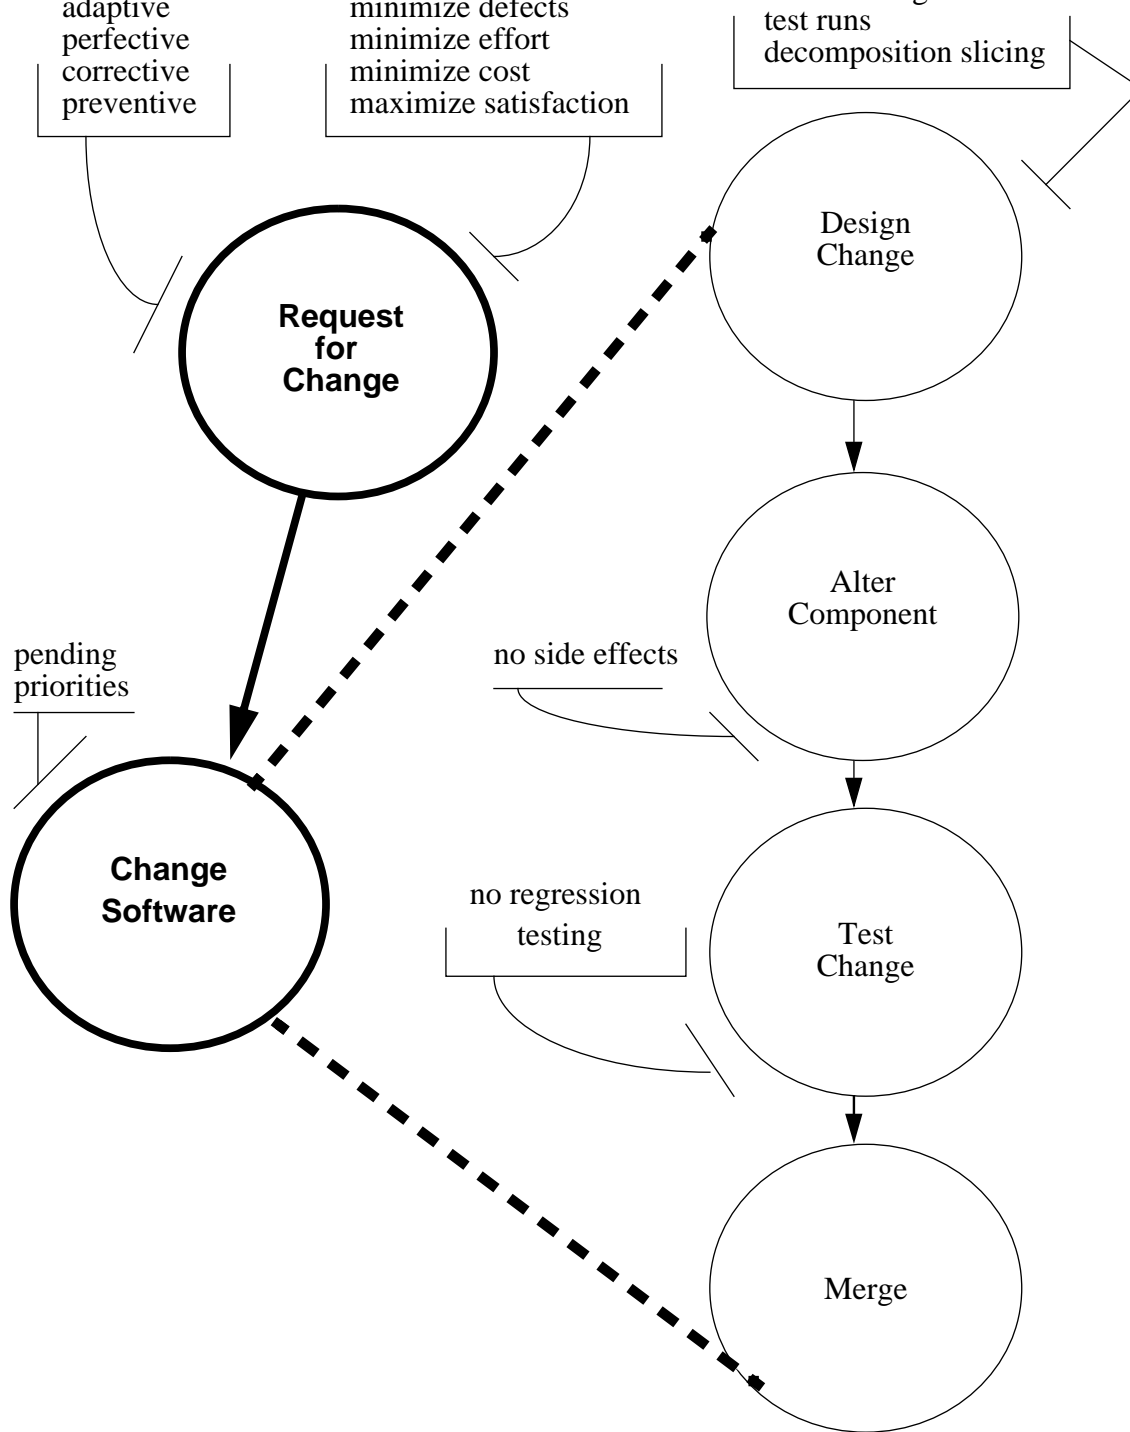 adaptive
perfective
corrective
preventive
minimize defects
minimize effort
minimize cost
maximize satisfaction
test runs
decomposition slicing
Design
Change
Request
for
Change
Alter
Component
pending
priorities
no side effects
Change
Software
no regression
testing
Test
Change
Merge